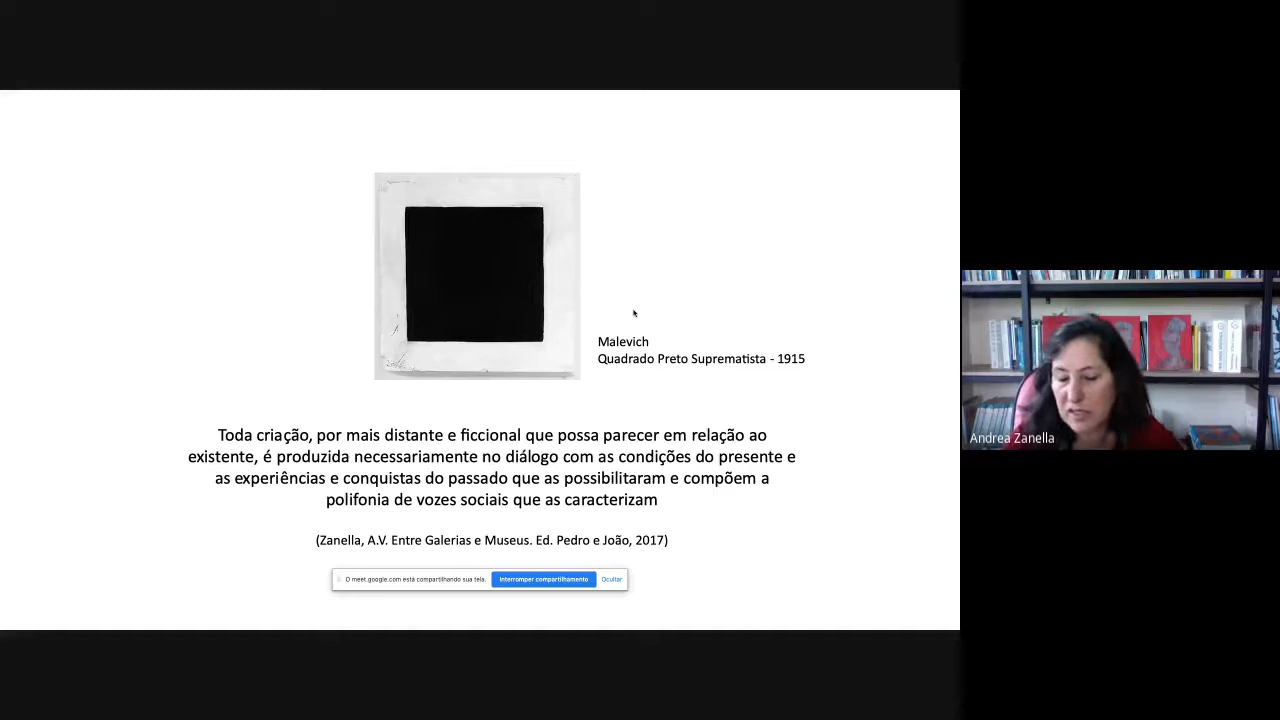 Malevich
Quadrado Preto Suprematista - 1915
Toda criação, por mais distante e ficcional que possa parecer em relação ao
existente, é produzida necessariamente no diálogo com as condições do presente e
as experiências e conquistas do passado que as possibilitaram e compõem a
polifonia de vozes sociais que as caracterizam
(Zanella, A.V. Entre Galerias e Museus. Ed. Pedro e João, 2017)
O meet.google.com está compartilhando sua tela. Interromper compartilhamento Ocultar
Andrea Zanella